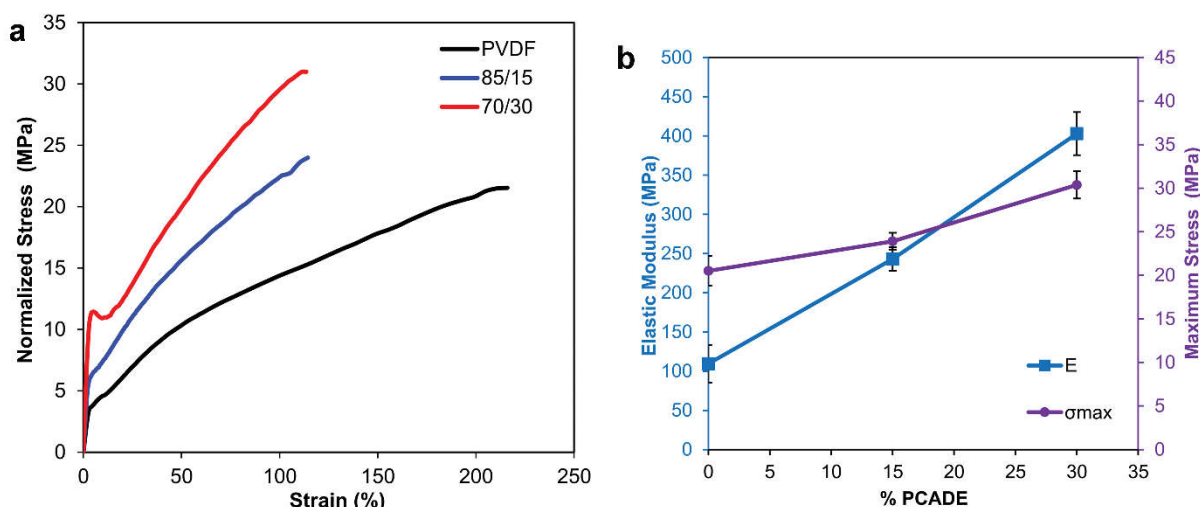 a
Normalized Stress (MPa)
35
30
25
20
15
10
5
0
PVDF
85/15
70/30
0 50 100 150 200 250
Strain (%)
b
Elastic Modulus (MPa)
500
450
400
350
300
250
200
150
100
50
0
E
σmax
45
40
35
30
25
20
15
10
5
0
Maximum Stress (MPa)
0 5 10 15 20 25 30 35
% PCADE